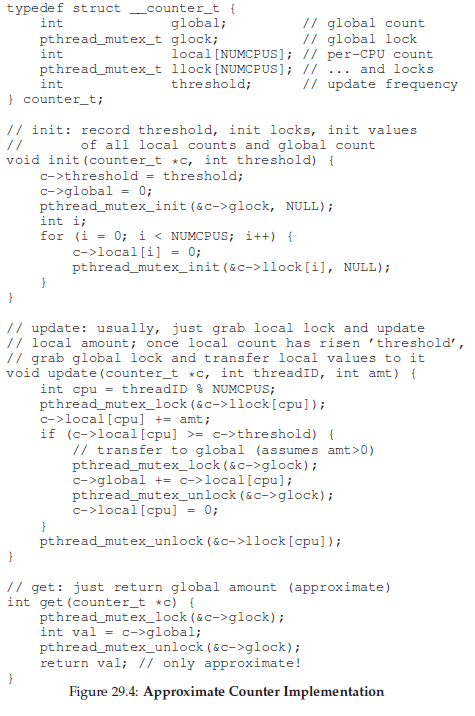 typedef struct __counter_t {
    int             global;          // global count
    pthread_mutex_t glock;           // global lock
    int             local[NUMCPUS];  // per-CPU count
    pthread_mutex_t llock[NUMCPUS];  // ... and locks
    int             threshold;       // update frequency
} counter_t;

// init: record threshold, init locks, init values
//       of all local counts and global count
void init(counter_t *c, int threshold) {
    c->threshold = threshold;
    c->global = 0;
    pthread_mutex_init(&c->glock, NULL);
    int i;
    for (i = 0; i < NUMCPUS; i++) {
        c->local[i] = 0;
        pthread_mutex_init(&c->llock[i], NULL);
    }
}

// update: usually, just grab local lock and update
// local amount; once local count has risen 'threshold',
// grab global lock and transfer local values to it
void update(counter_t *c, int threadID, int amt) {
    int cpu = threadID % NUMCPUS;
    pthread_mutex_lock(&c->llock[cpu]);
    c->local[cpu] += amt;
    if (c->local[cpu] >= c->threshold) {
        // transfer to global (assumes amt>0)
        pthread_mutex_lock(&c->glock);
        c->global += c->local[cpu];
        pthread_mutex_unlock(&c->glock);
        c->local[cpu] = 0;
    }
    pthread_mutex_unlock(&c->llock[cpu]);
}

// get: just return global amount (approximate)
int get(counter_t *c) {
    pthread_mutex_lock(&c->glock);
    int val = c->global;
    pthread_mutex_unlock(&c->glock);
    return val; // only approximate!
}
Figure 29.4: Approximate Counter Implementation